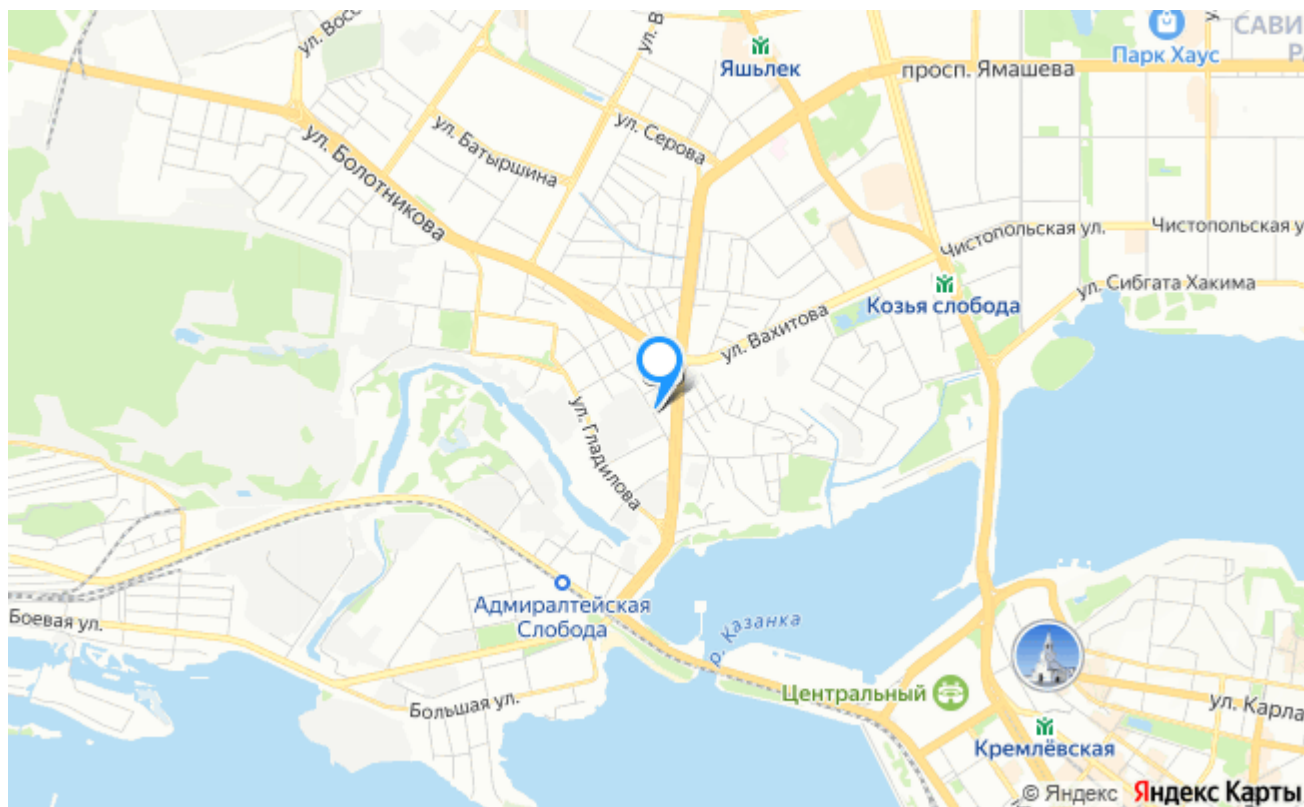 ул. Восс
ул. В
Яшьлек
Парк Хаус
САВИ
РА
просп. Ямашева
ул. Серова
ул. Батыршина
ул. Болотникова
Чистопольская ул.
Чистопольская у
ул. Сибгата Хакима
Козья слобода
ул. Вахитова
ул. Гладилова
Адмиралтейская
Слобода
р. Казанка
Боевая ул.
Большая ул.
Центральный
ул. Карла
Кремлёвская
© Яндекс Яндекс Карты